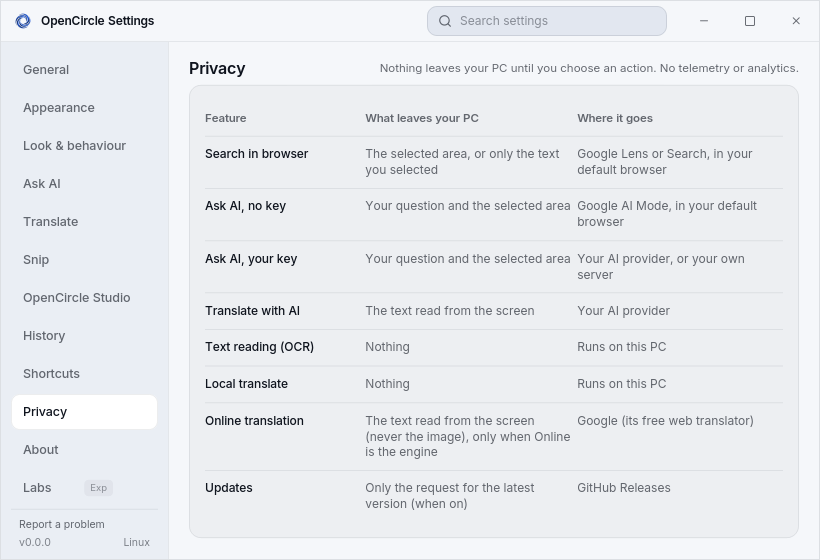 OpenCircle Settings
Search settings
General
Appearance
Look & behaviour
Ask AI
Translate
Snip
OpenCircle Studio
History
Shortcuts
Privacy
About
Labs Exp
Report a problem
v0.0.0 Linux
Privacy
Nothing leaves your PC until you choose an action. No telemetry or analytics.
Feature What leaves your PC Where it goes
Search in browser The selected area, or only the text Google Lens or Search, in your
you selected default browser
Ask AI, no key Your question and the selected area Google AI Mode, in your default
browser
Ask AI, your key Your question and the selected area Your AI provider, or your own
server
Translate with AI The text read from the screen Your AI provider
Text reading (OCR) Nothing Runs on this PC
Local translate Nothing Runs on this PC
Online translation The text read from the screen Google (its free web translator)
(never the image), only when Online
is the engine
Updates Only the request for the latest GitHub Releases
version (when on)